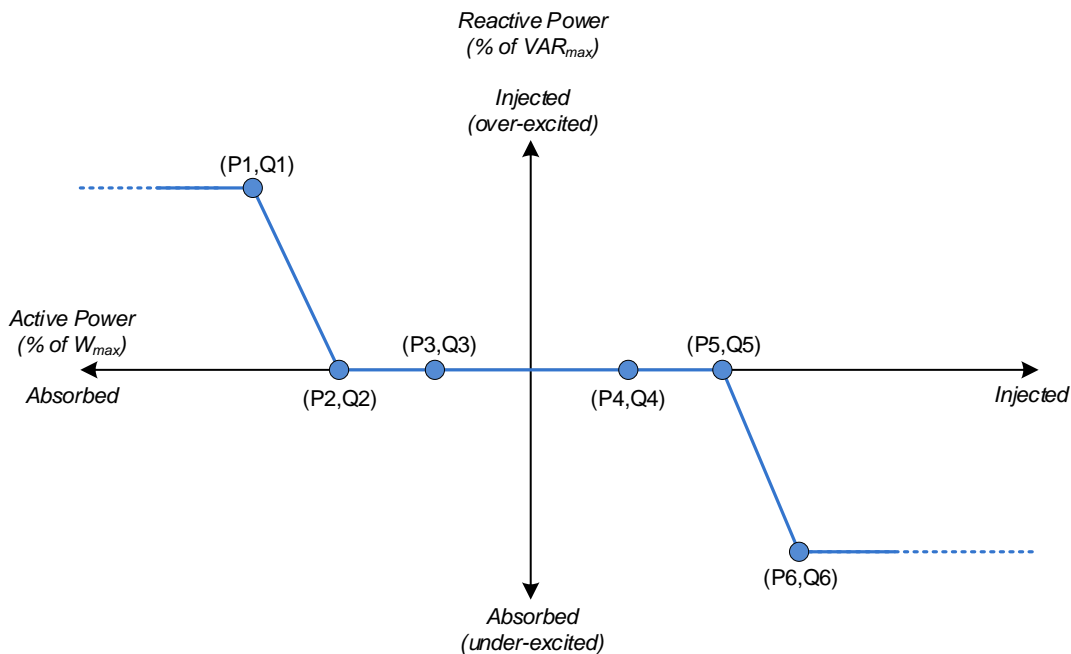 Reactive Power
(% of VARmax)
Injected
(over-excited)
(P1,Q1)
Active Power
(% of Wmax)
(P3,Q3)
(P5,Q5)
Absorbed
(P2,Q2)
(P4,Q4)
Injected
(P6,Q6)
Absorbed
(under-excited)